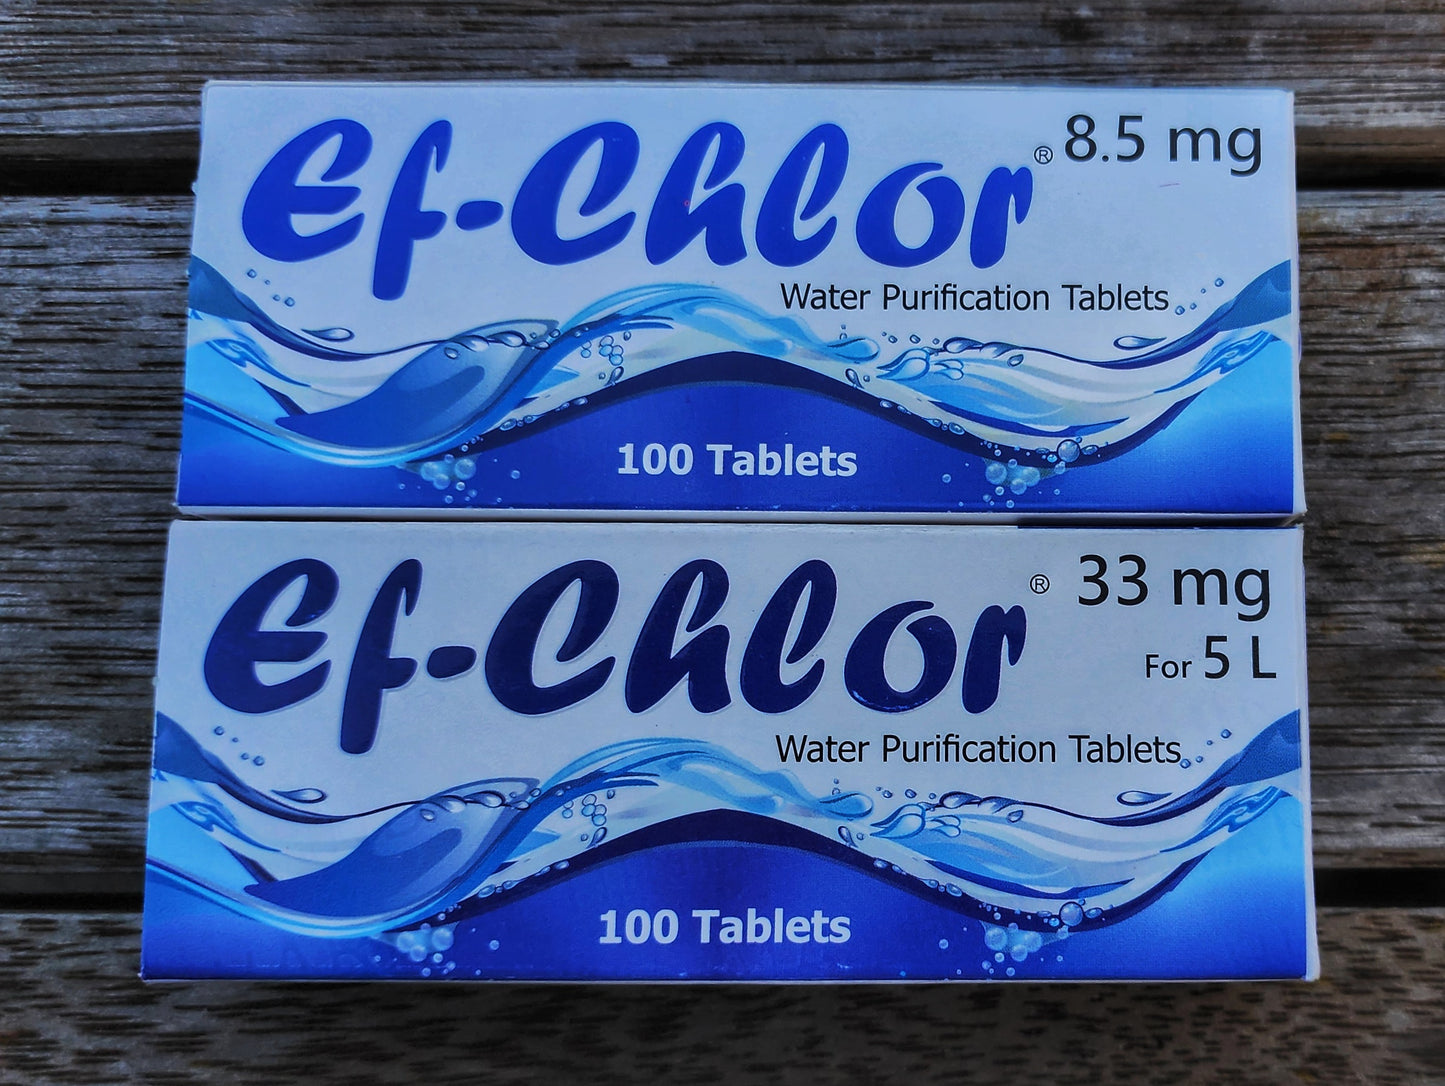 Ef-Chlor® 8.5 mg
Water Purification Tablets
100 Tablets
Ef-Chlor® 33 mg
For 5 L
Water Purification Tablets
100 Tablets